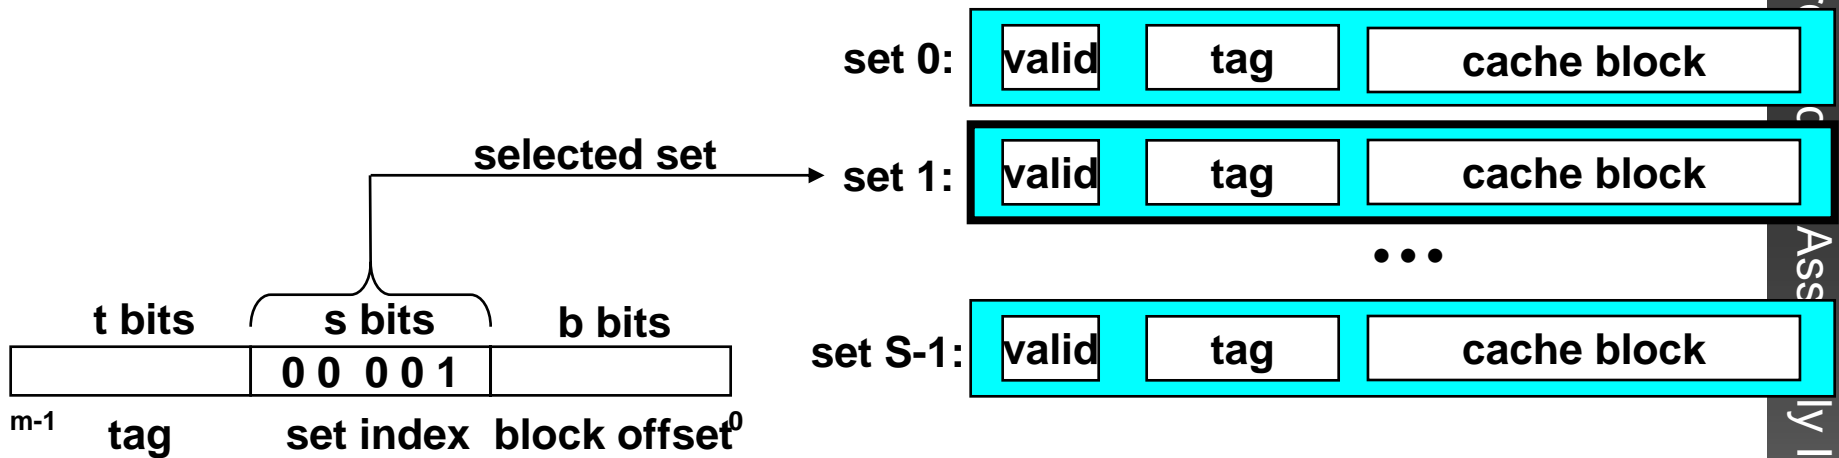 set 0: valid tag cache block
selected set
set 1: valid tag cache block
• • •
t bits s bits b bits
0 0 0 0 1
set S-1: valid tag cache block
m-1 0
tag set index block offset